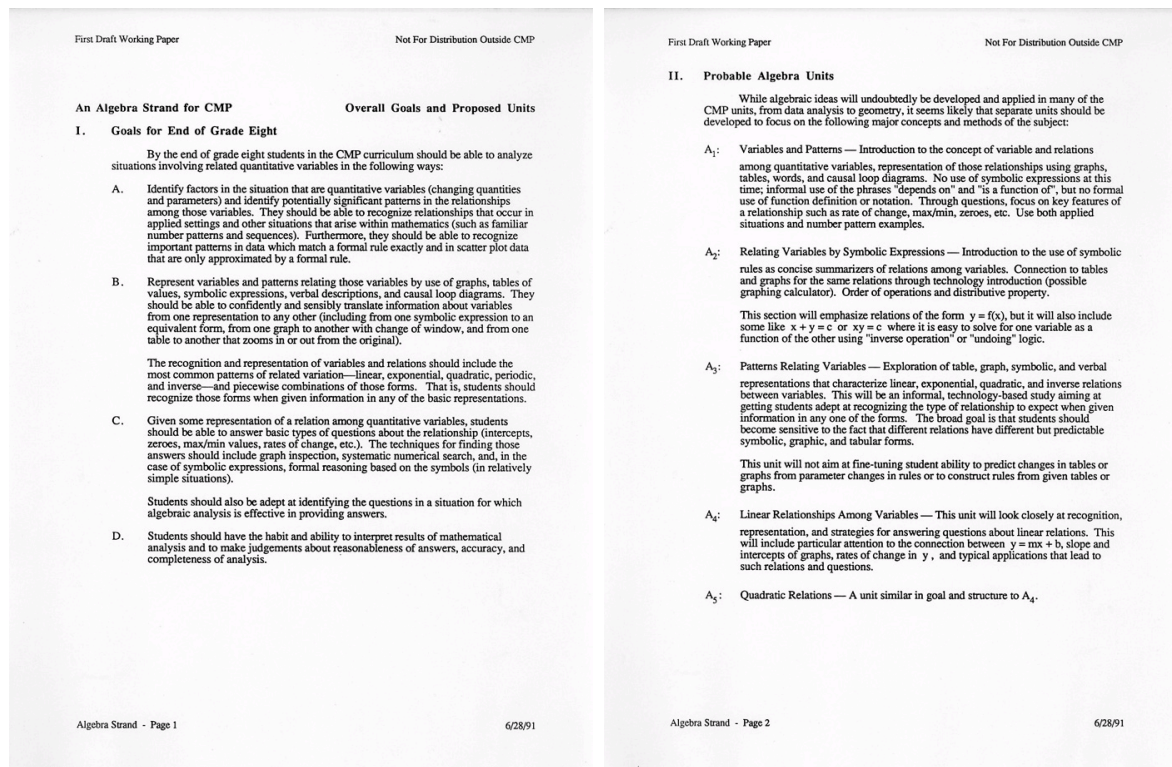 First Draft Working Paper Not For Distribution Outside CMP
An Algebra Strand for CMP Overall Goals and Proposed Units
I. Goals for End of Grade Eight
By the end of grade eight students in the CMP curriculum should be able to analyze
situations involving related quantitative variables in the following ways:
A. Identify factors in the situation that are quantitative variables (changing quantities
and parameters) and identify potentially significant patterns in the relationships
among those variables. They should be able to recognize relationships that occur in
applied settings and other situations that arise within mathematics (such as familiar
number patterns and sequences). Furthermore, they should be able to recognize
important patterns in data which match a formal rule exactly and in scatter plot data
that are only approximated by a formal rule.
B. Represent variables and patterns relating those variables by use of graphs, tables of
values, symbolic expressions, verbal descriptions, and causal loop diagrams. They
should be able to confidently and sensibly translate information about variables
from one representation to any other (including from one symbolic expression to an
equivalent form, from one graph to another with change of window, and from one
table to another that zooms in or out from the original).
The recognition and representation of variables and relations should include the
most common patterns of related variation—linear, exponential, quadratic, periodic,
and inverse—and piecewise combinations of those forms. That is, students should
recognize those forms when given information in any of the basic representations.
C. Given some representation of a relation among quantitative variables, students
should be able to answer basic types of questions about the relationship (intercepts,
zeroes, max/min values, rates of change, etc.). The techniques for finding those
answers should include graph inspection, systematic numerical search, and, in the
case of symbolic expressions, formal reasoning based on the symbols (in relatively
simple situations).
Students should also be adept at identifying the questions in a situation for which
algebraic analysis is effective in providing answers.
D. Students should have the habit and ability to interpret results of mathematical
analysis and to make judgements about reasonableness of answers, accuracy, and
completeness of analysis.
Algebra Strand - Page 1 6/28/91
First Draft Working Paper Not For Distribution Outside CMP
II. Probable Algebra Units
While algebraic ideas will undoubtedly be developed and applied in many of the
CMP units, from data analysis to geometry, it seems likely that separate units should be
developed to focus on the following major concepts and methods of the subject:
A₁: Variables and Patterns — Introduction to the concept of variable and relations
among quantitative variables, representation of those relationships using graphs,
tables, words, and causal loop diagrams. No use of symbolic expressions at this
time; informal use of the phrases "depends on" and "is a function of", but no formal
use of function definition or notation. Through questions, focus on key features of
a relationship such as rate of change, max/min, zeroes, etc. Use both applied
situations and number pattern examples.
A₂: Relating Variables by Symbolic Expressions — Introduction to the use of symbolic
rules as concise summarizers of relations among variables. Connection to tables
and graphs for the same relations through technology introduction (possible
graphing calculator). Order of operations and distributive property.
This section will emphasize relations of the form y = f(x), but it will also include
some like x + y = c or xy = c where it is easy to solve for one variable as a
function of the other using "inverse operation" or "undoing" logic.
A₃: Patterns Relating Variables — Exploration of table, graph, symbolic, and verbal
representations that characterize linear, exponential, quadratic, and inverse relations
between variables. This will be an informal, technology-based study aiming at
getting students adept at recognizing the type of relationship to expect when given
information in any one of the forms. The broad goal is that students should
become sensitive to the fact that different relations have different but predictable
symbolic, graphic, and tabular forms.
This unit will not aim at fine-tuning student ability to predict changes in tables or
graphs from parameter changes in rules or to construct rules from given tables or
graphs.
A₄: Linear Relationships Among Variables — This unit will look closely at recognition,
representation, and strategies for answering questions about linear relations. This
will include particular attention to the connection between y = mx + b, slope and
intercepts of graphs, rates of change in y , and typical applications that lead to
such relations and questions.
A₅: Quadratic Relations — A unit similar in goal and structure to A₄.
Algebra Strand - Page 2 6/28/91